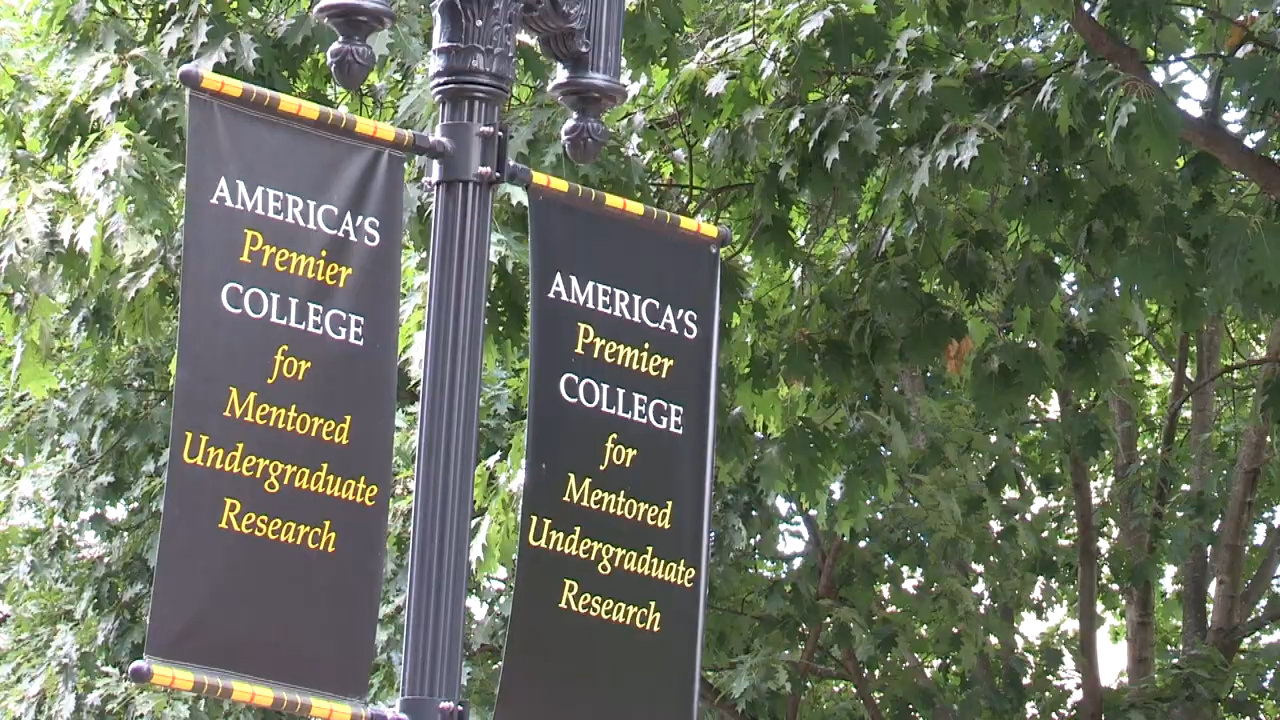 AMERICA'S
Premier
COLLEGE
for
Mentored
Undergraduate
Research
AMERICA'S
Premier
COLLEGE
for
Mentored
Undergraduate
Research